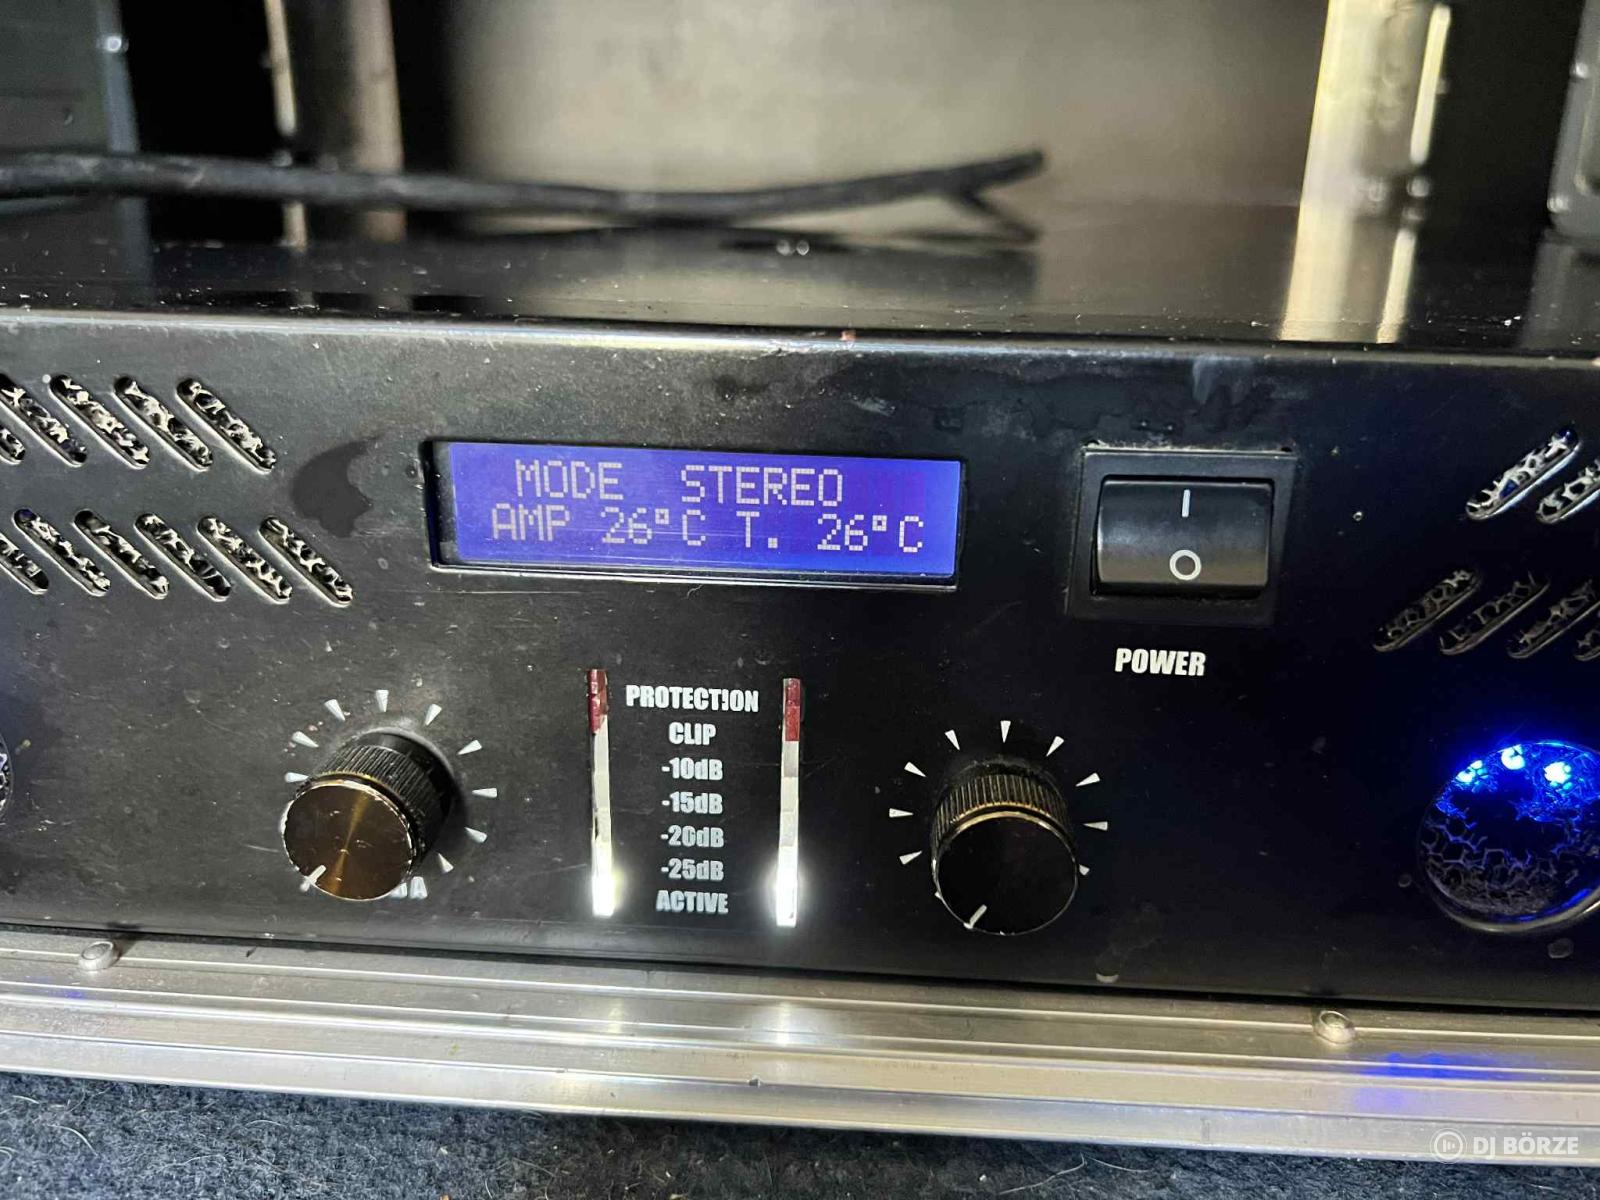 MODE STEREO
AMP 26°C T. 26°C
POWER
PROTECTION
CLIP
-10dB
-15dB
-20dB
-25dB
ACTIVE
DJ BÖRZE